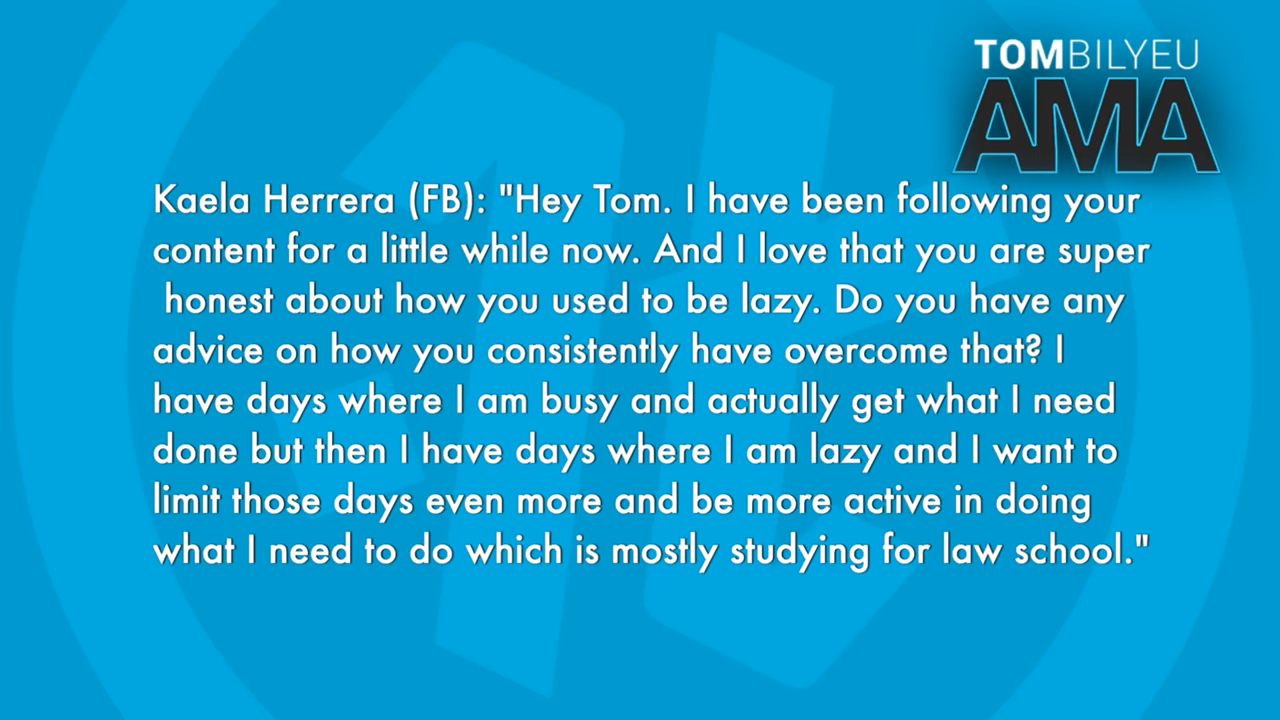 TOMBILYEU
AMA
Kaela Herrera (FB): "Hey Tom. I have been following your
content for a little while now. And I love that you are super
honest about how you used to be lazy. Do you have any
advice on how you consistently have overcome that? I
have days where I am busy and actually get what I need
done but then I have days where I am lazy and I want to
limit those days even more and be more active in doing
what I need to do which is mostly studying for law school."